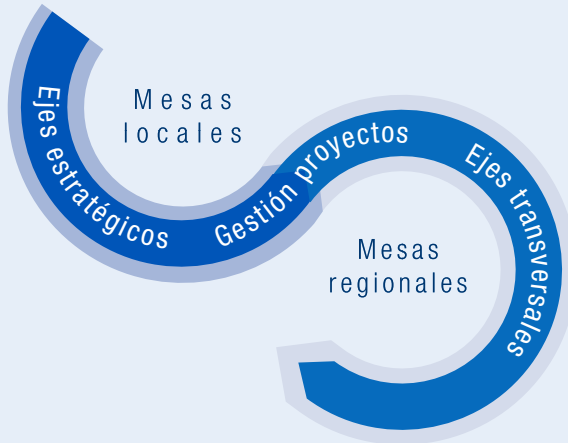 Mesas
locales
Ejes estratégicos
Gestión proyectos
Ejes transversales
Mesas
regionales